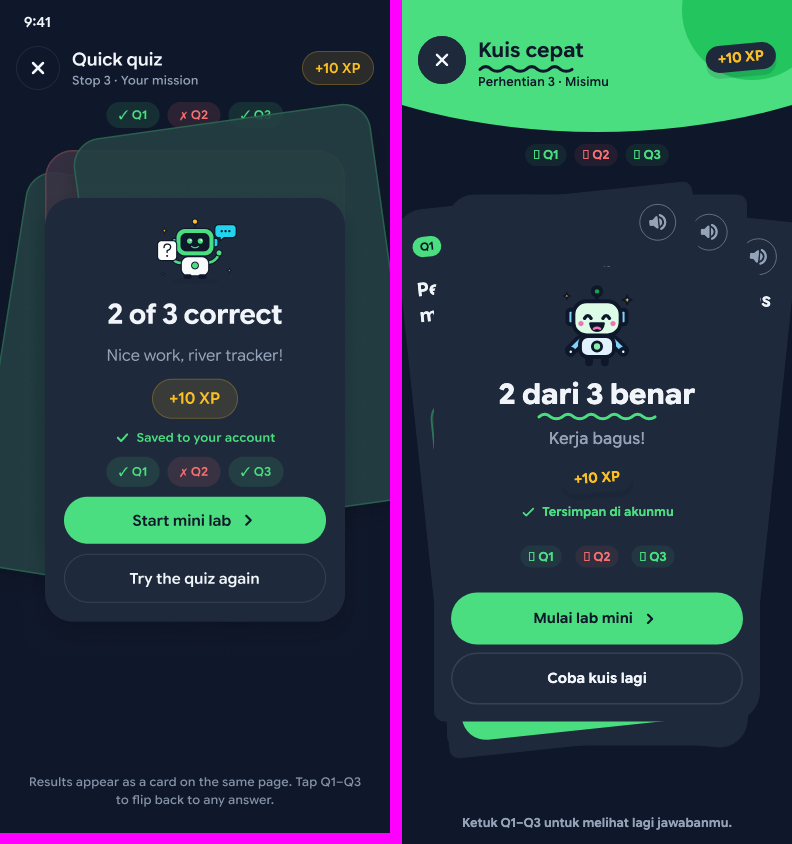 9:41
Quick quiz
Stop 3 · Your mission
+10 XP
✓ Q1
✗ Q2
✓ Q3
?
2 of 3 correct
Nice work, river tracker!
+10 XP
Saved to your account
✓ Q1
✗ Q2
✓ Q3
Start mini lab
Try the quiz again
Results appear as a card on the same page. Tap Q1–Q3
to flip back to any answer.
Kuis cepat
Perhentian 3 · Misimu
+10 XP
Q1
Q2
Q3
Q1
2 dari 3 benar
Kerja bagus!
+10 XP
Tersimpan di akunmu
Q1
Q2
Q3
Mulai lab mini
Coba kuis lagi
Ketuk Q1–Q3 untuk melihat lagi jawabanmu.